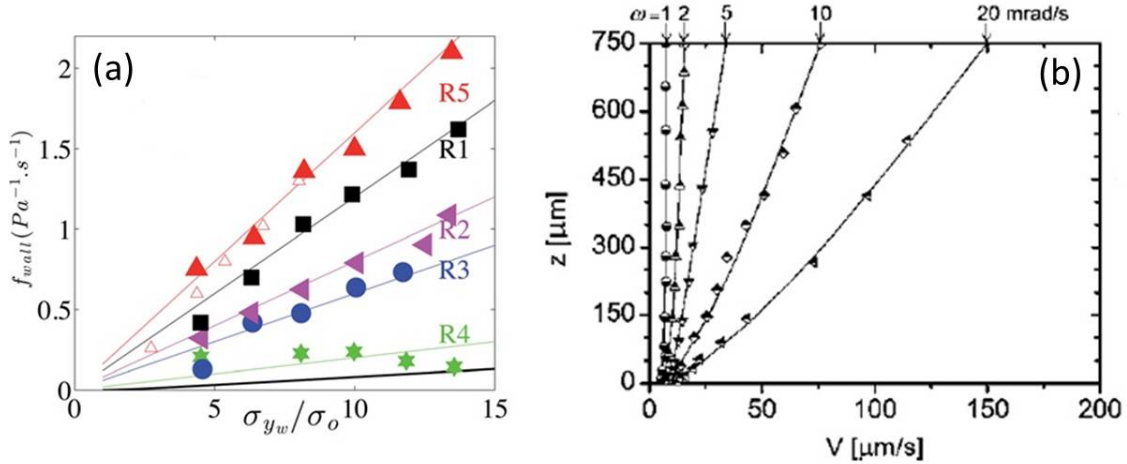 (a)
f_wall (Pa⁻¹.s⁻¹)
2
1.5
1
0.5
0
R5
R1
R2
R3
R4
0 5 10 15
σ_yw/σ_o
ω=1 2 5 10 20 mrad/s
(b)
z [µm]
750
600
450
300
150
0
0 50 100 150 200
V [µm/s]